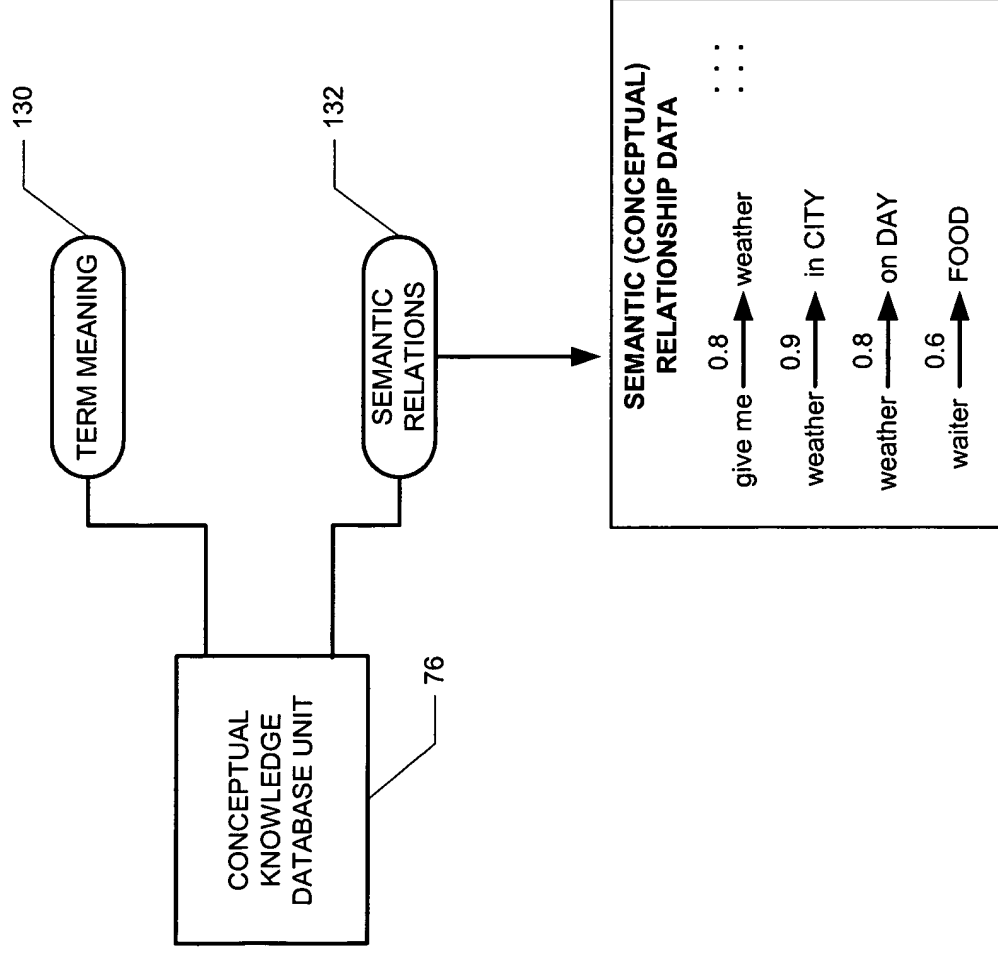 CONCEPTUAL
KNOWLEDGE
DATABASE UNIT
76
TERM MEANING
130
SEMANTIC
RELATIONS
132
SEMANTIC (CONCEPTUAL)
RELATIONSHIP DATA
give me 0.8 weather . . .
weather 0.9 in CITY . . .
weather 0.8 on DAY
waiter 0.6 FOOD